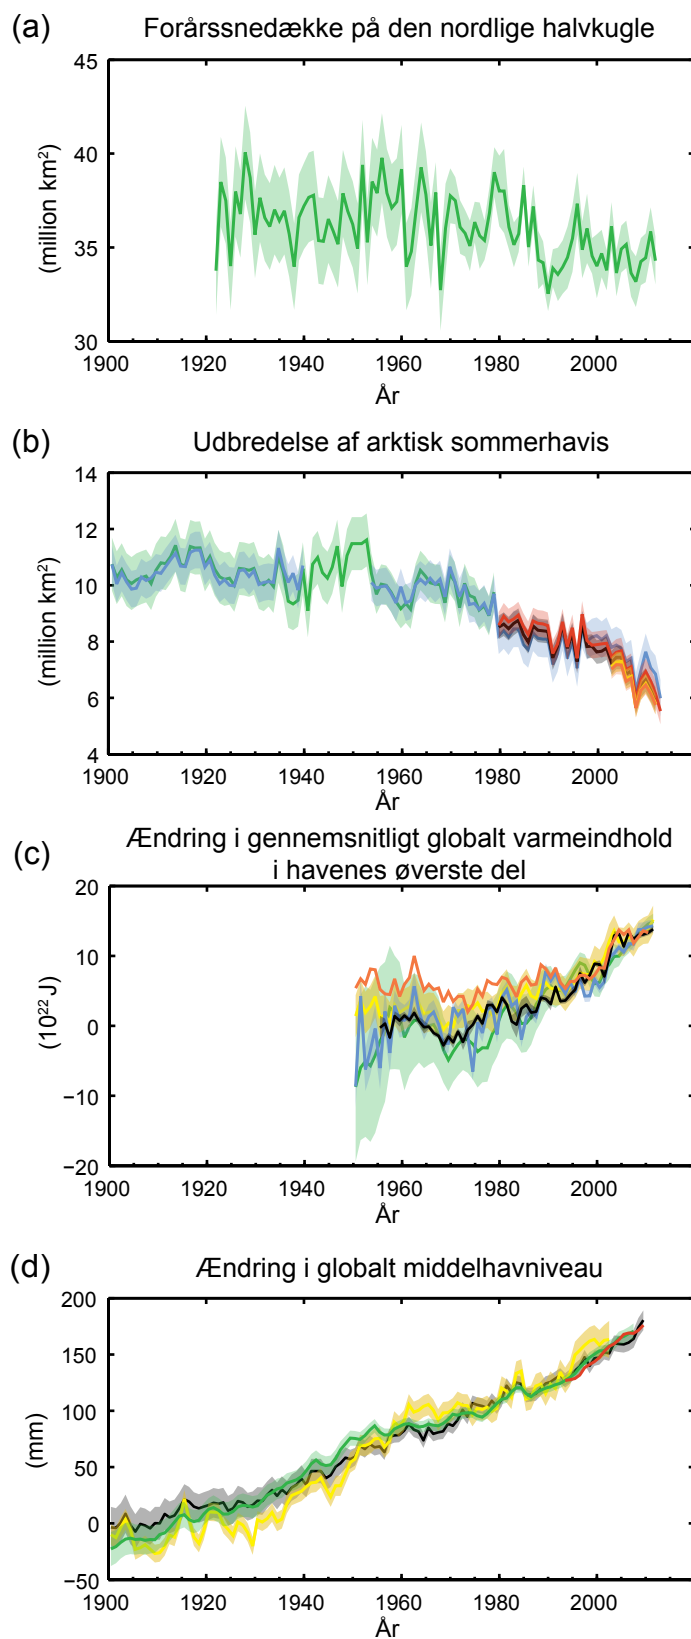 (a) Forårssnedække på den nordlige halvkugle
(million km²)
45
40
35
30
1900 1920 1940 1960 1980 2000
År
(b) Udbredelse af arktisk sommerhavis
(million km²)
14
12
10
8
6
4
1900 1920 1940 1960 1980 2000
År
(c) Ændring i gennemsnitligt globalt varmeindhold
i havenes øverste del
(10²² J)
20
10
0
−10
−20
1900 1920 1940 1960 1980 2000
År
(d) Ændring i globalt middelhavniveau
(mm)
200
150
100
50
0
−50
1900 1920 1940 1960 1980 2000
År